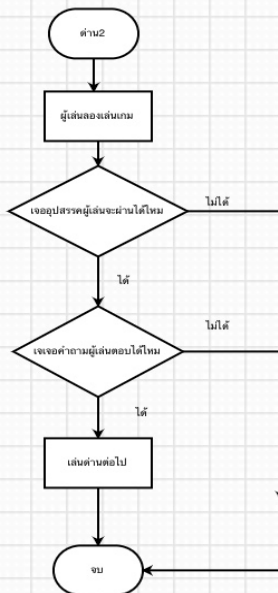 ด่าน2
ผู้เล่นลองเล่นเกม
เจออุปสรรคผู้เล่นจะผ่านได้ไหม
ไม่ได้
ได้
เจเจอคำถามผู้เล่นตอบได้ไหม
ไม่ได้
ได้
เล่นด่านต่อไป
จบ